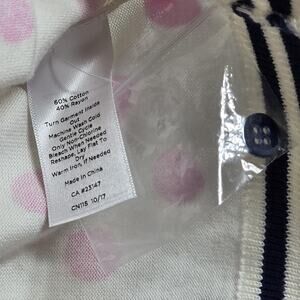 60% Cotton
40% Rayon
Turn Garment Inside
Out
Machine Wash Cold
Gentle Cycle
Only Non-Chlorine
Bleach When Needed
Reshape, Lay Flat to
Dry
Warm Iron, If Needed
Made in China
CA #23147
CN115 10/17